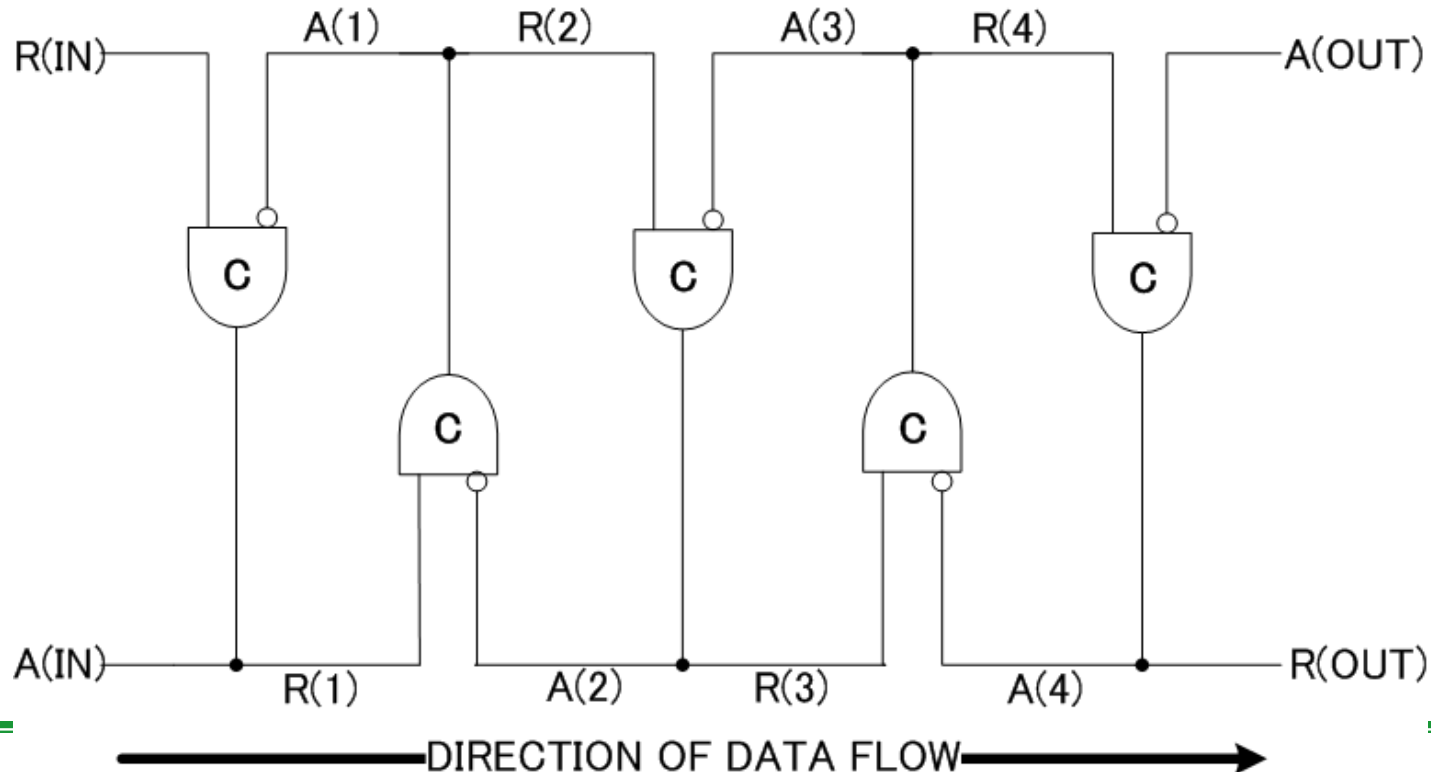 A(1) R(2) A(3) R(4)
R(IN) A(OUT)
C C C
C C
A(IN) R(1) A(2) R(3) A(4) R(OUT)
DIRECTION OF DATA FLOW